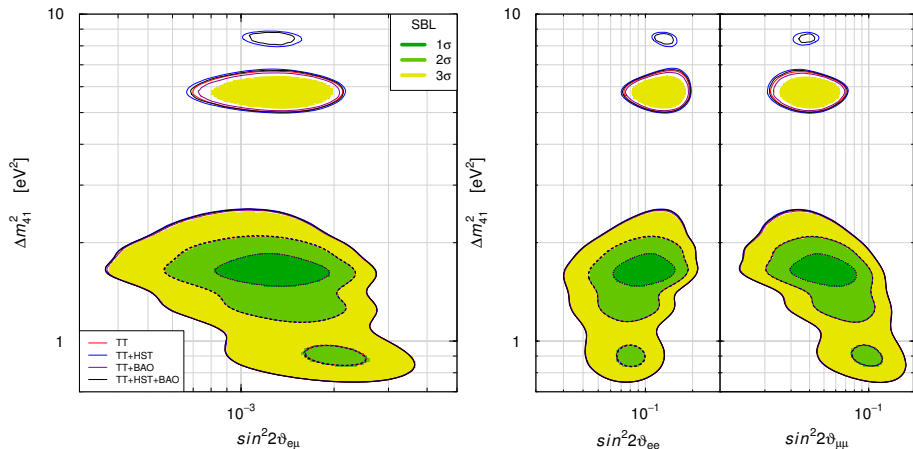 10
SBL
1σ
2σ
3σ
Δm²₄₁ [eV²]
Δm²₄₁ [eV²]
1
1
TT
TT+HST
TT+BAO
TT+HST+BAO
10⁻³
10⁻¹
10⁻¹
sin²2ϑeμ
sin²2ϑee
sin²2ϑμμ
10